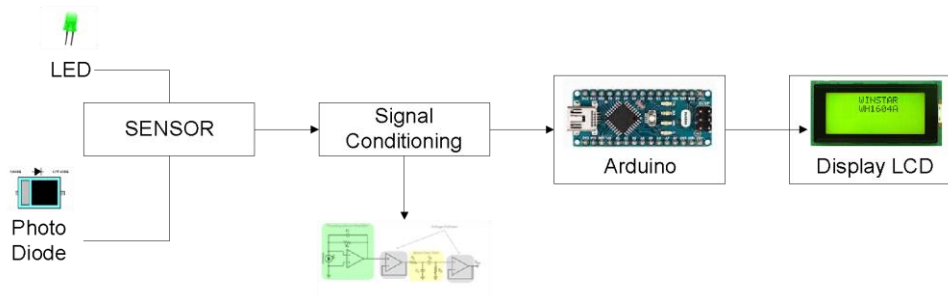 LED
SENSOR
Photo
Diode
Signal
Conditioning
Arduino
WINSTAR
WH1604A
Display LCD